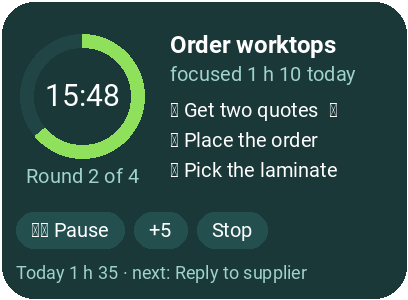 15:48
Round 2 of 4
Order worktops
focused 1 h 10 today
Get two quotes
Place the order
Pick the laminate
Pause
+5
Stop
Today 1 h 35 · next: Reply to supplier